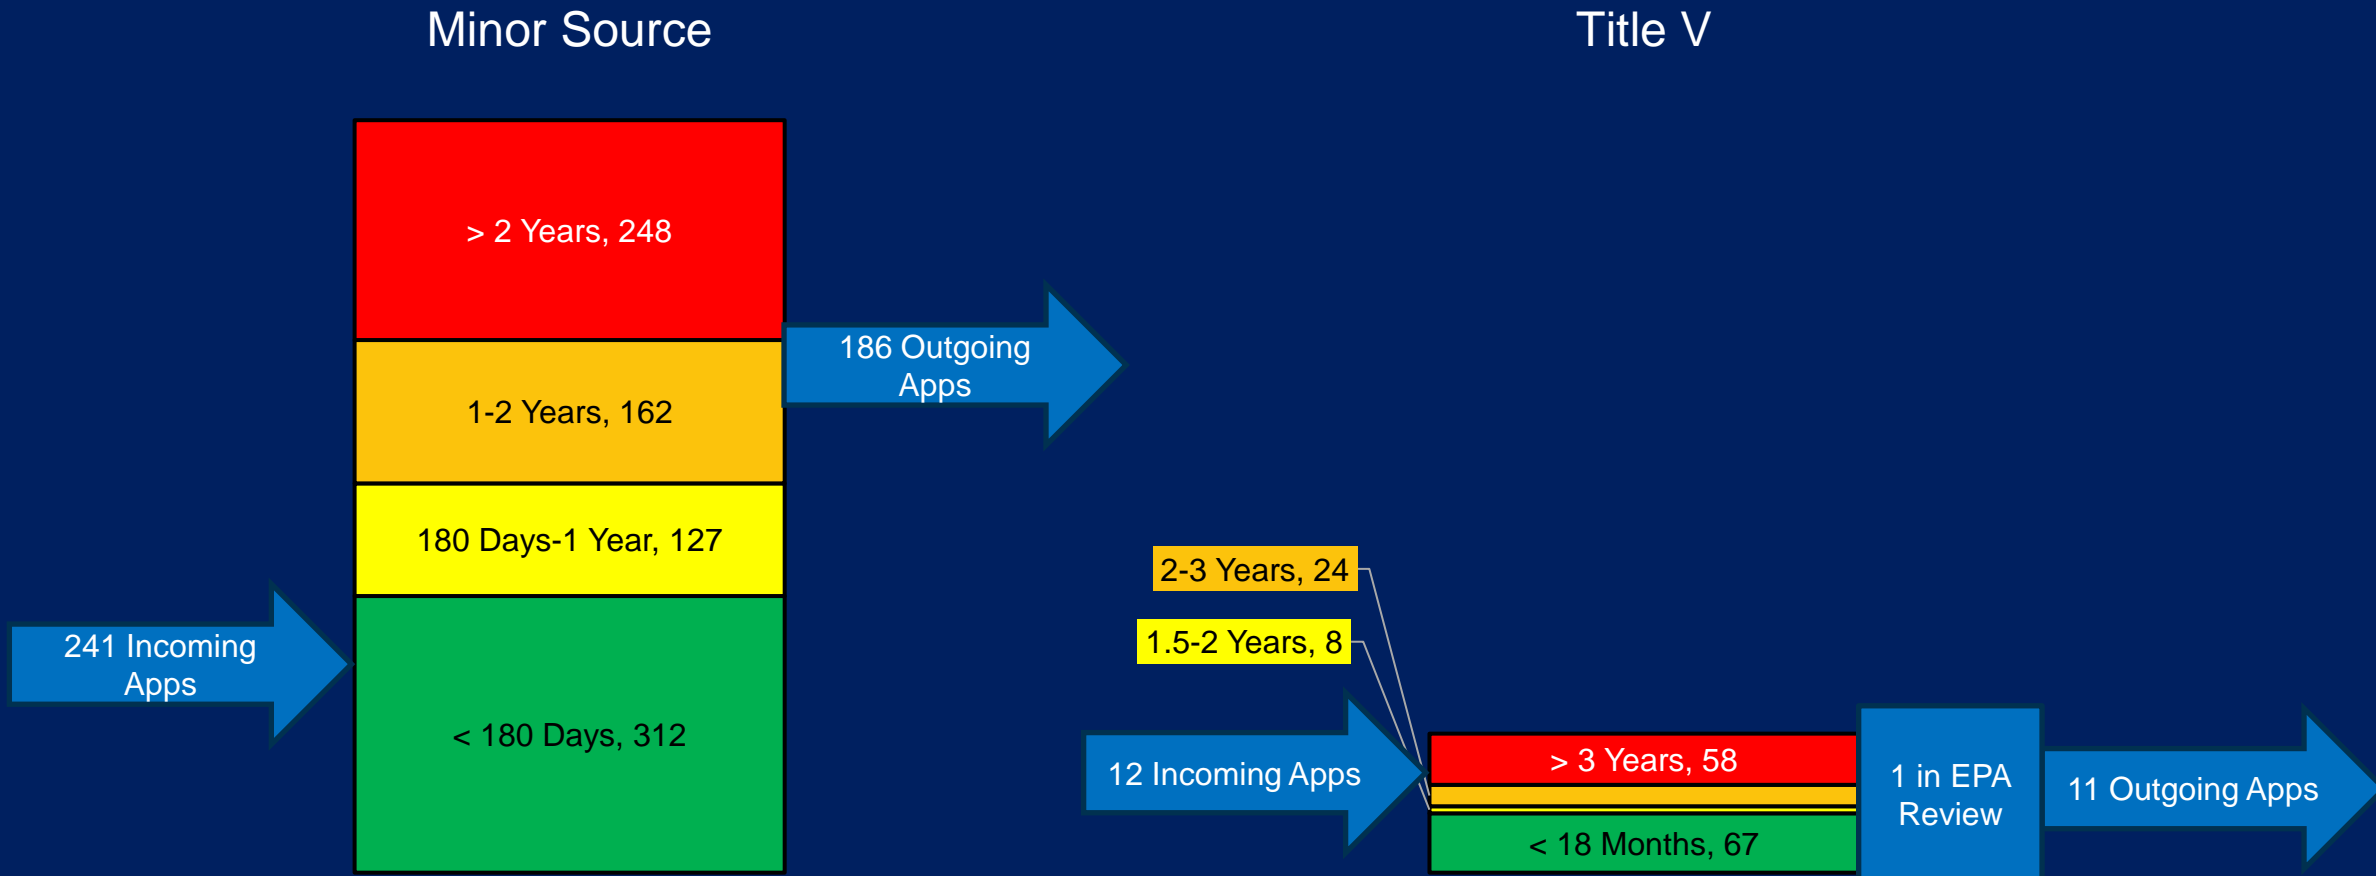 Minor Source
> 2 Years, 248
1-2 Years, 162
180 Days-1 Year, 127
< 180 Days, 312
241 Incoming
Apps
186 Outgoing
Apps
Title V
2-3 Years, 24
1.5-2 Years, 8
12 Incoming Apps
> 3 Years, 58
< 18 Months, 67
1 in EPA
Review
11 Outgoing Apps